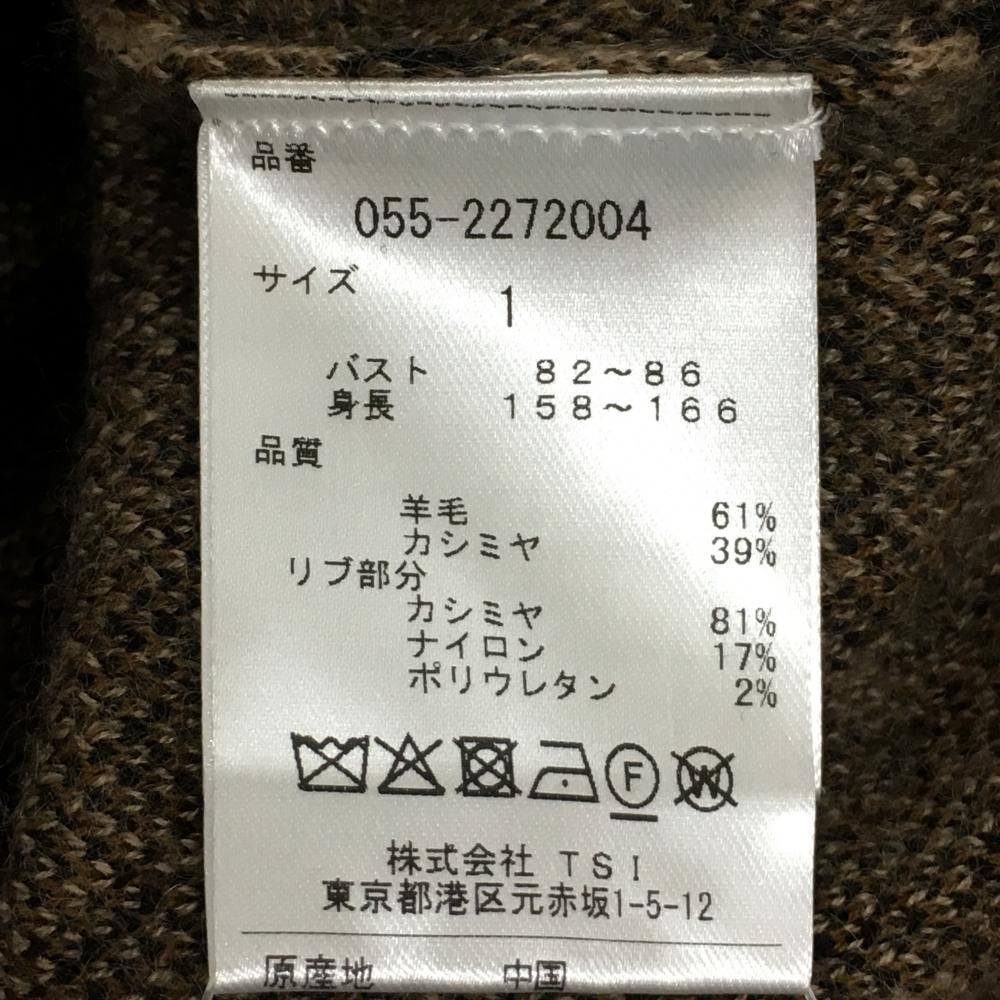 品番
055-2272004
サイズ
1
バスト 82～86
身長 158～166
品質
羊毛 61%
カシミヤ 39%
リブ部分
カシミヤ 81%
ナイロン 17%
ポリウレタン 2%
F W
株式会社 TSI
東京都港区元赤坂1-5-12
原産地 中国